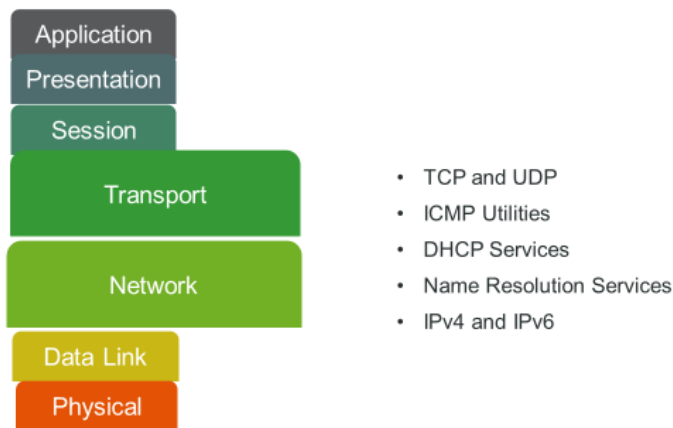 Application
Presentation
Session
Transport
Network
Data Link
Physical
• TCP and UDP
• ICMP Utilities
• DHCP Services
• Name Resolution Services
• IPv4 and IPv6